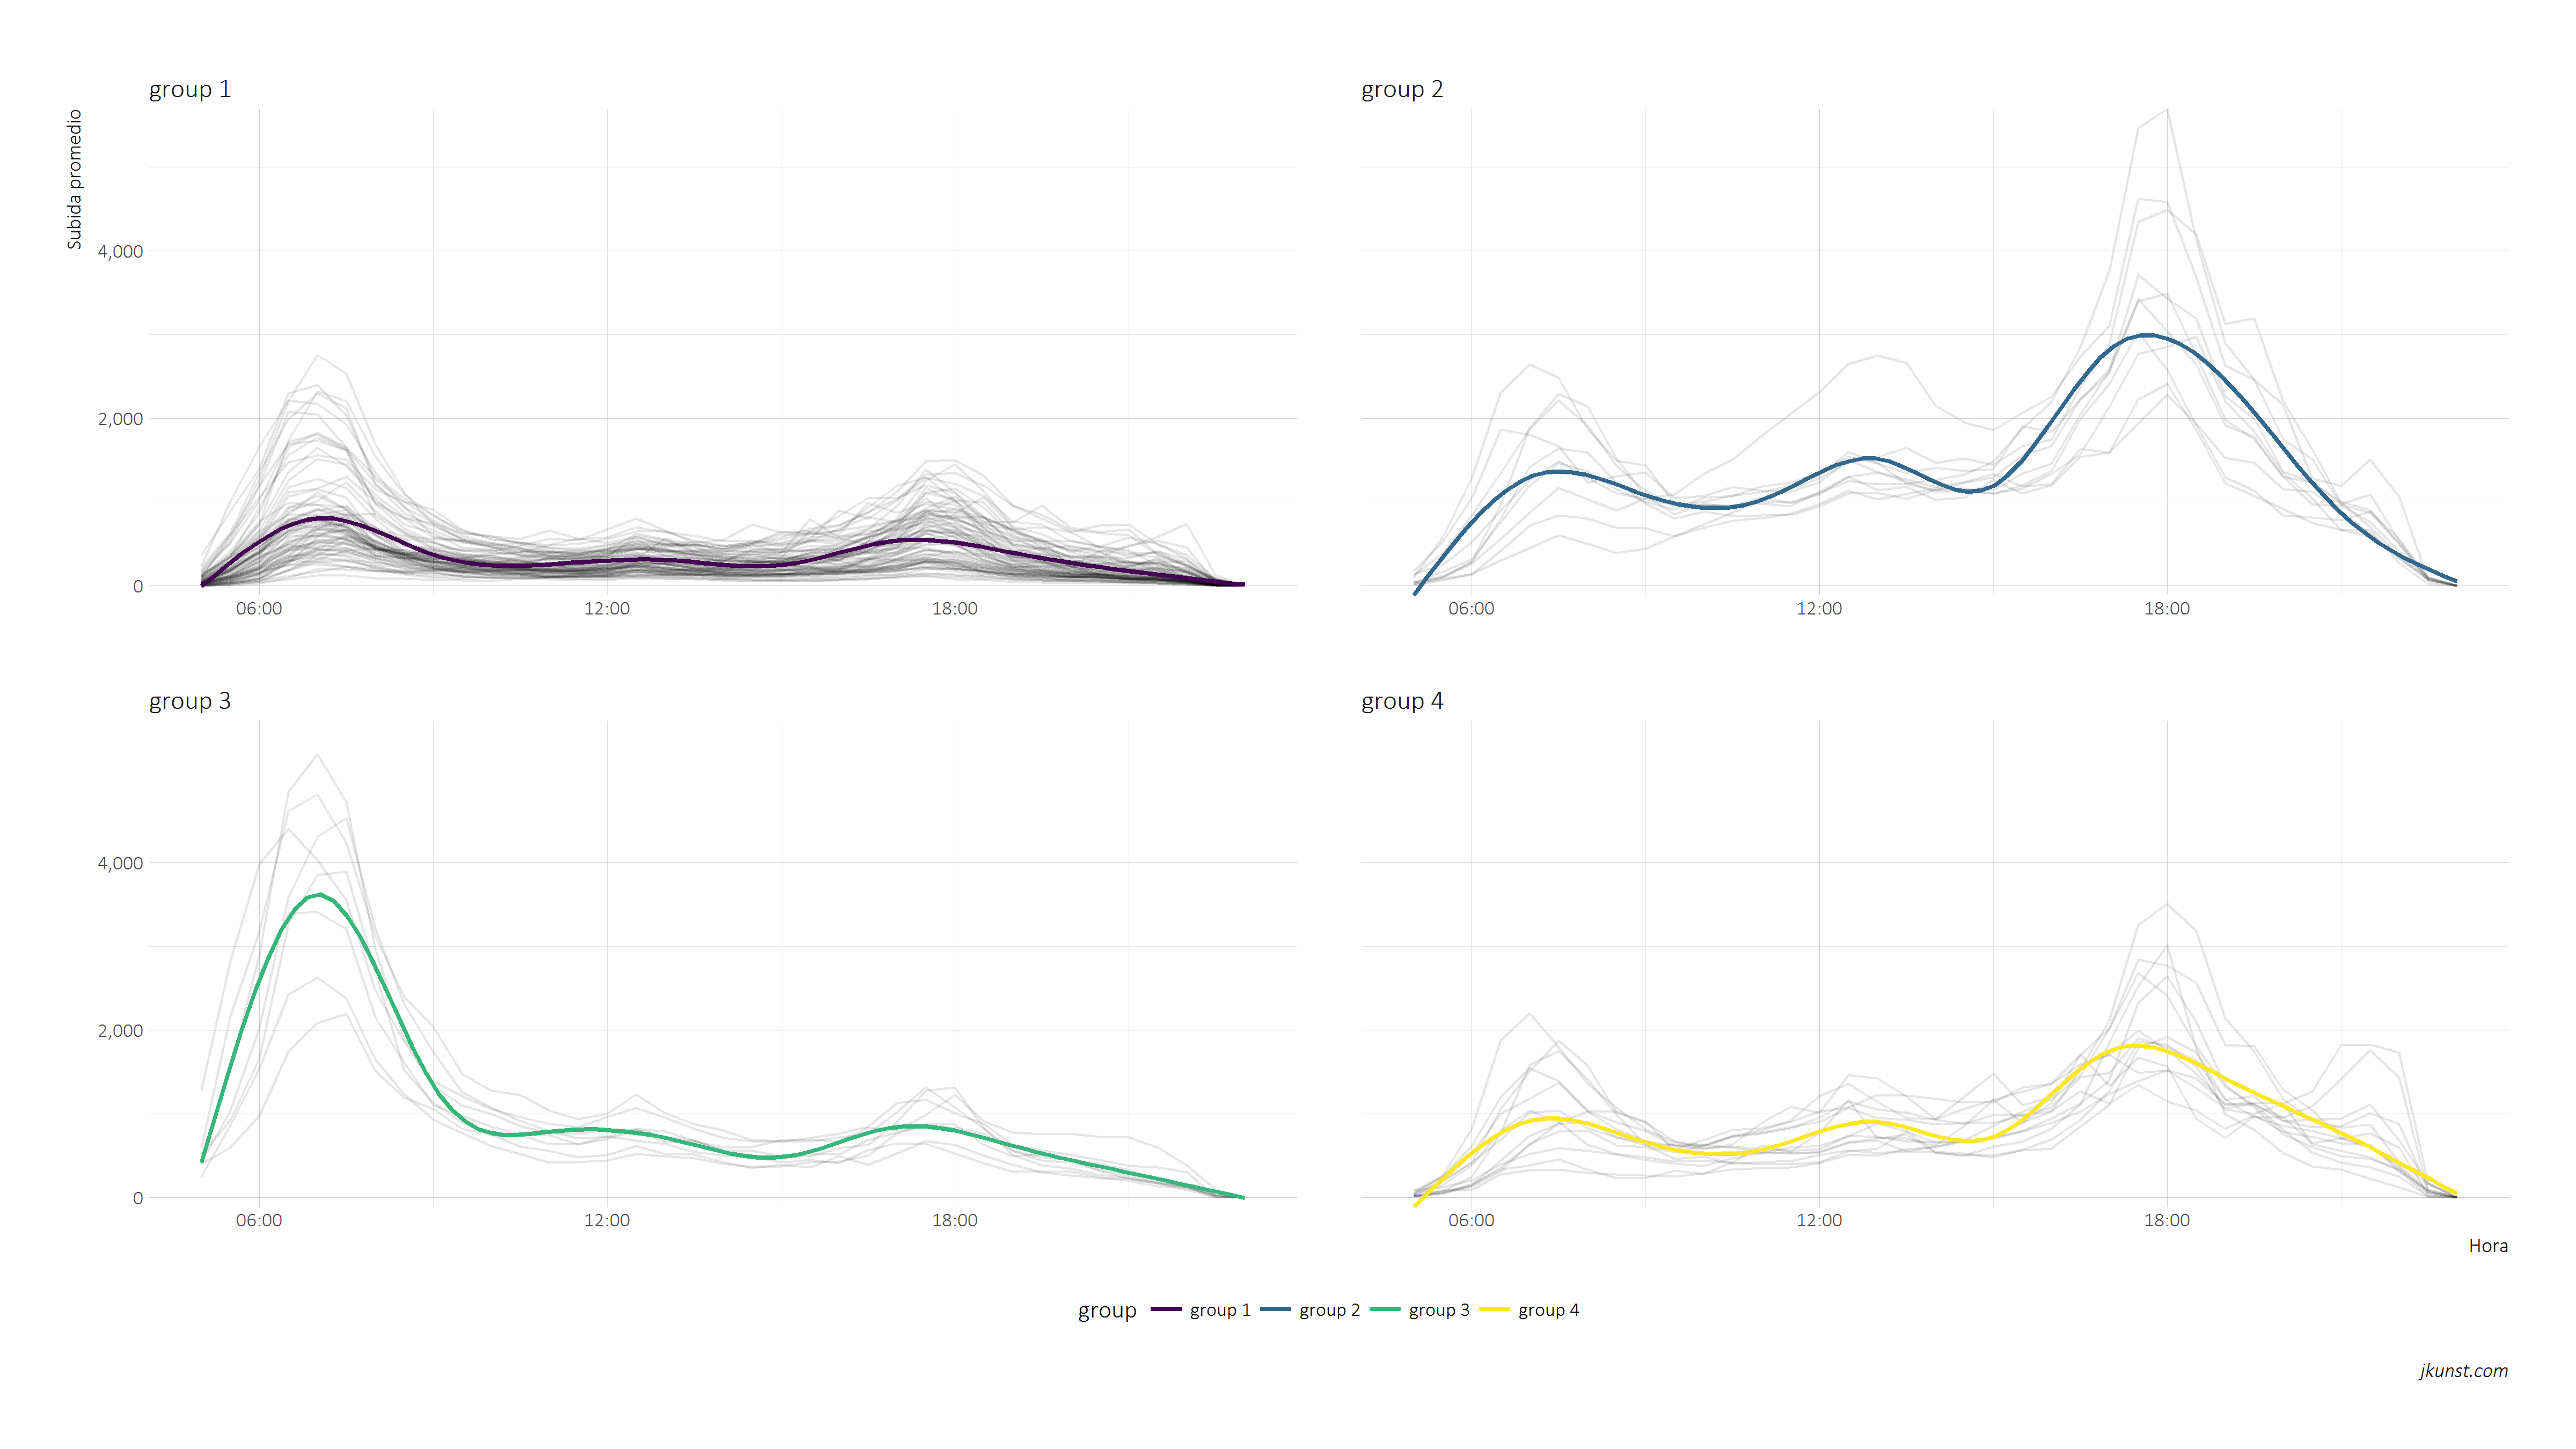 group 1
group 2
Subida promedio
4,000
2,000
0
06:00 12:00 18:00
06:00 12:00 18:00
group 3
group 4
4,000
2,000
0
06:00 12:00 18:00
06:00 12:00 18:00
Hora
group group 1 group 2 group 3 group 4
jkunst.com